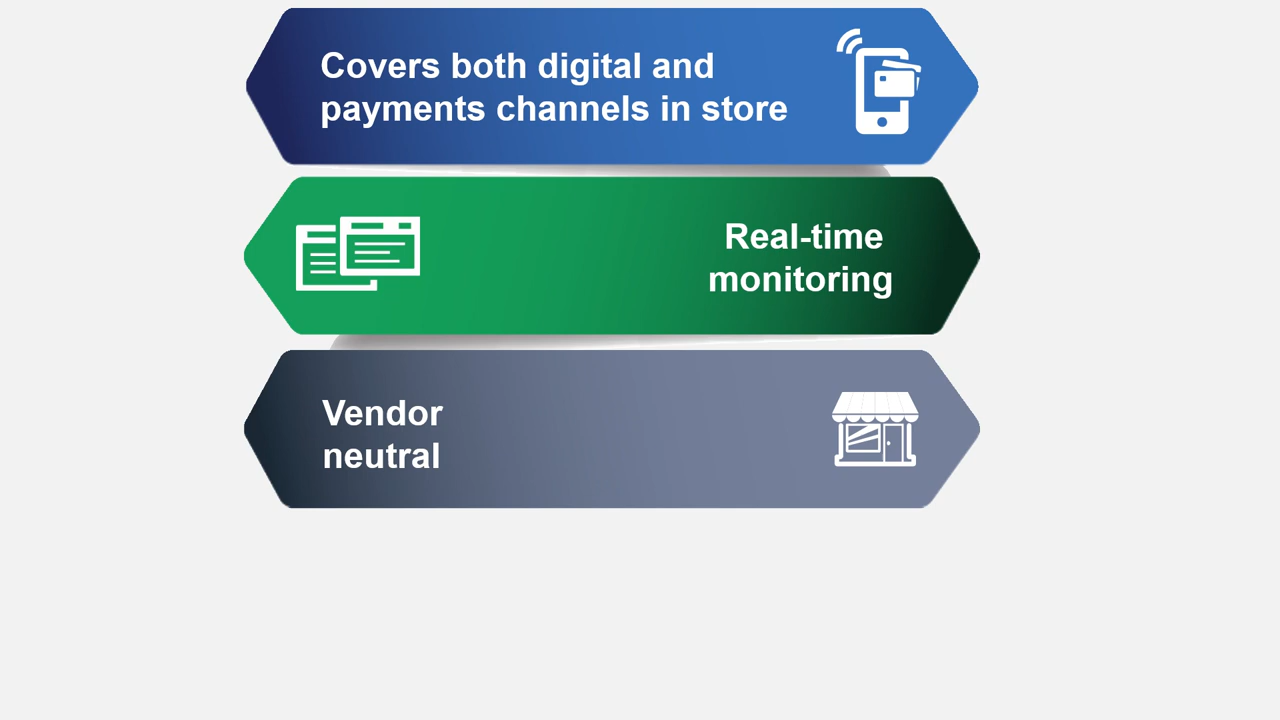 Covers both digital and
payments channels in store
Real-time
monitoring
Vendor
neutral